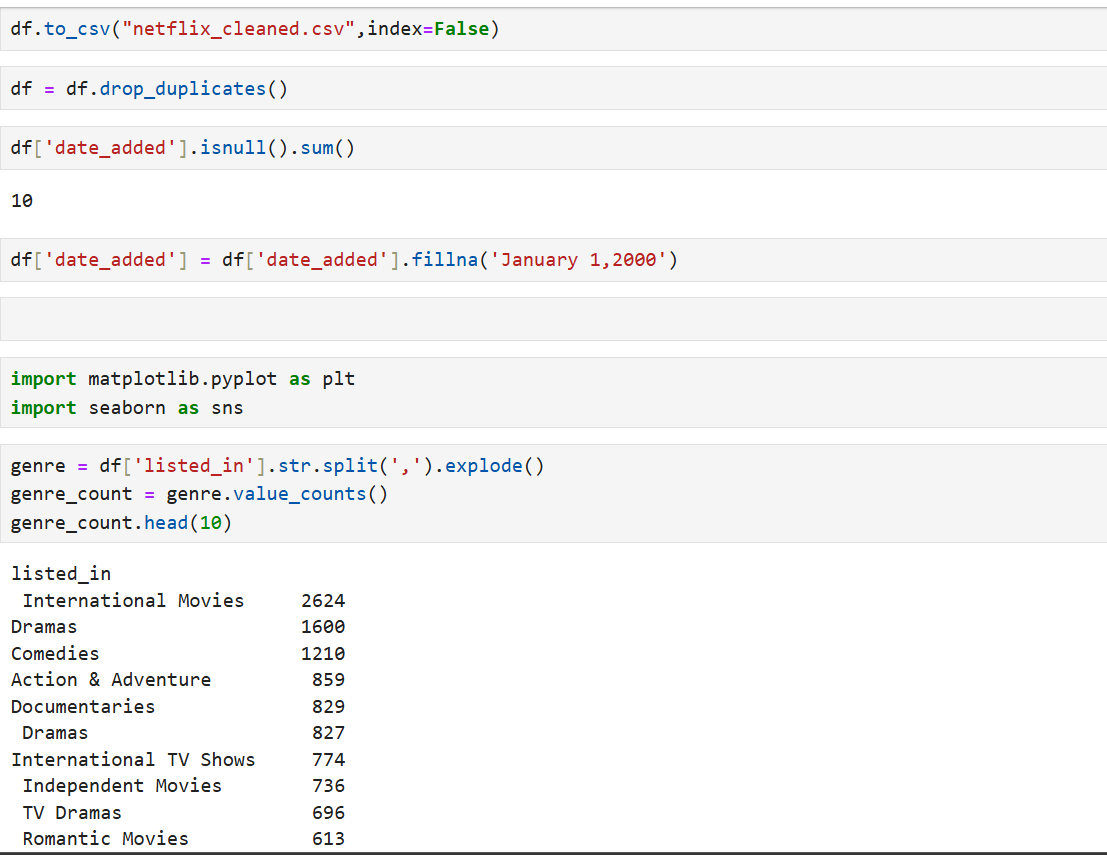 df.to_csv("netflix_cleaned.csv",index=False)
df = df.drop_duplicates()
df['date_added'].isnull().sum()
10
df['date_added'] = df['date_added'].fillna('January 1,2000')
import matplotlib.pyplot as plt
import seaborn as sns
genre = df['listed_in'].str.split(',').explode()
genre_count = genre.value_counts()
genre_count.head(10)
listed_in
 International Movies     2624
Dramas                    1600
Comedies                  1210
Action & Adventure         859
Documentaries              829
 Dramas                    827
International TV Shows     774
 Independent Movies        736
 TV Dramas                 696
 Romantic Movies           613